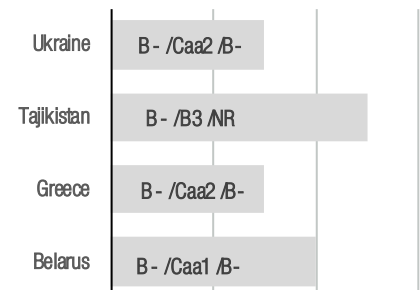 Ukraine B- /Caa2 /B-
Tajikistan B- /B3 /NR
Greece B- /Caa2 /B-
Belarus B- /Caa1 /B-